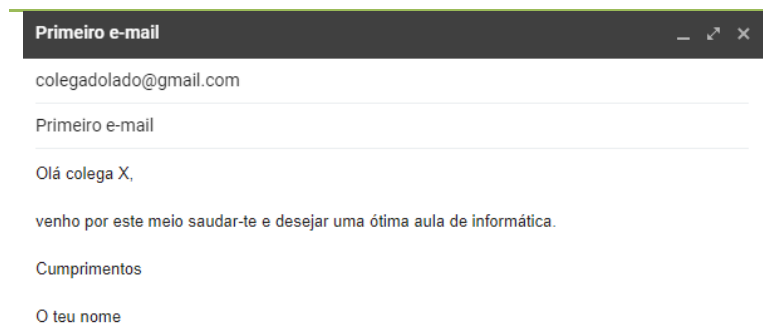 Primeiro e-mail
colegadolado@gmail.com
Primeiro e-mail
Olá colega X,
venho por este meio saudar-te e desejar uma ótima aula de informática.
Cumprimentos
O teu nome